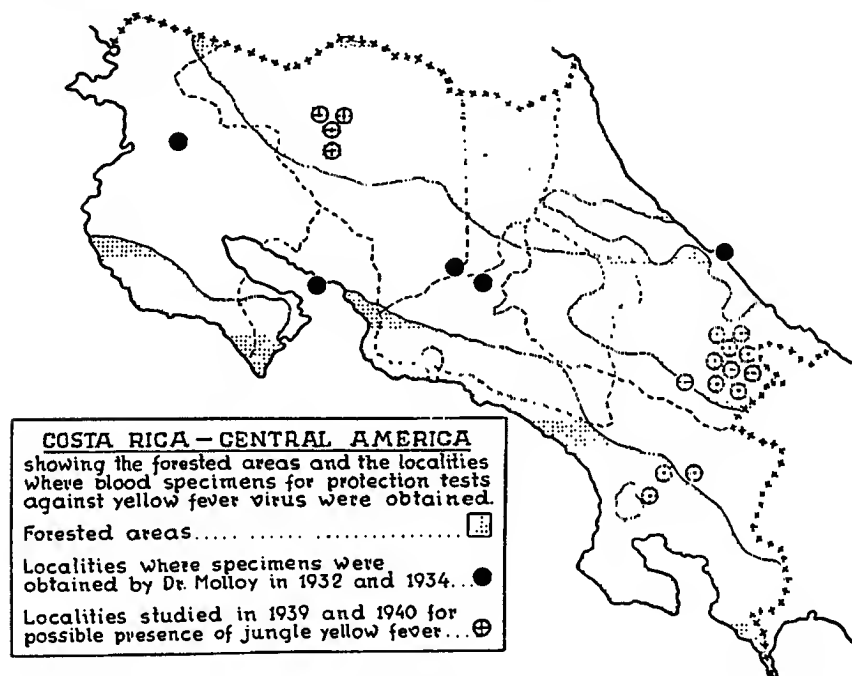 COSTA RICA – CENTRAL AMERICA
showing the forested areas and the localities
where blood specimens for protection tests
against yellow fever virus were obtained.
Forested areas..... .. ...... .................
Localities where specimens were
obtained by Dr. Molloy in 1932 and 1934...
Localities studied in 1939 and 1940 for
possible presence of jungle yellow fever...